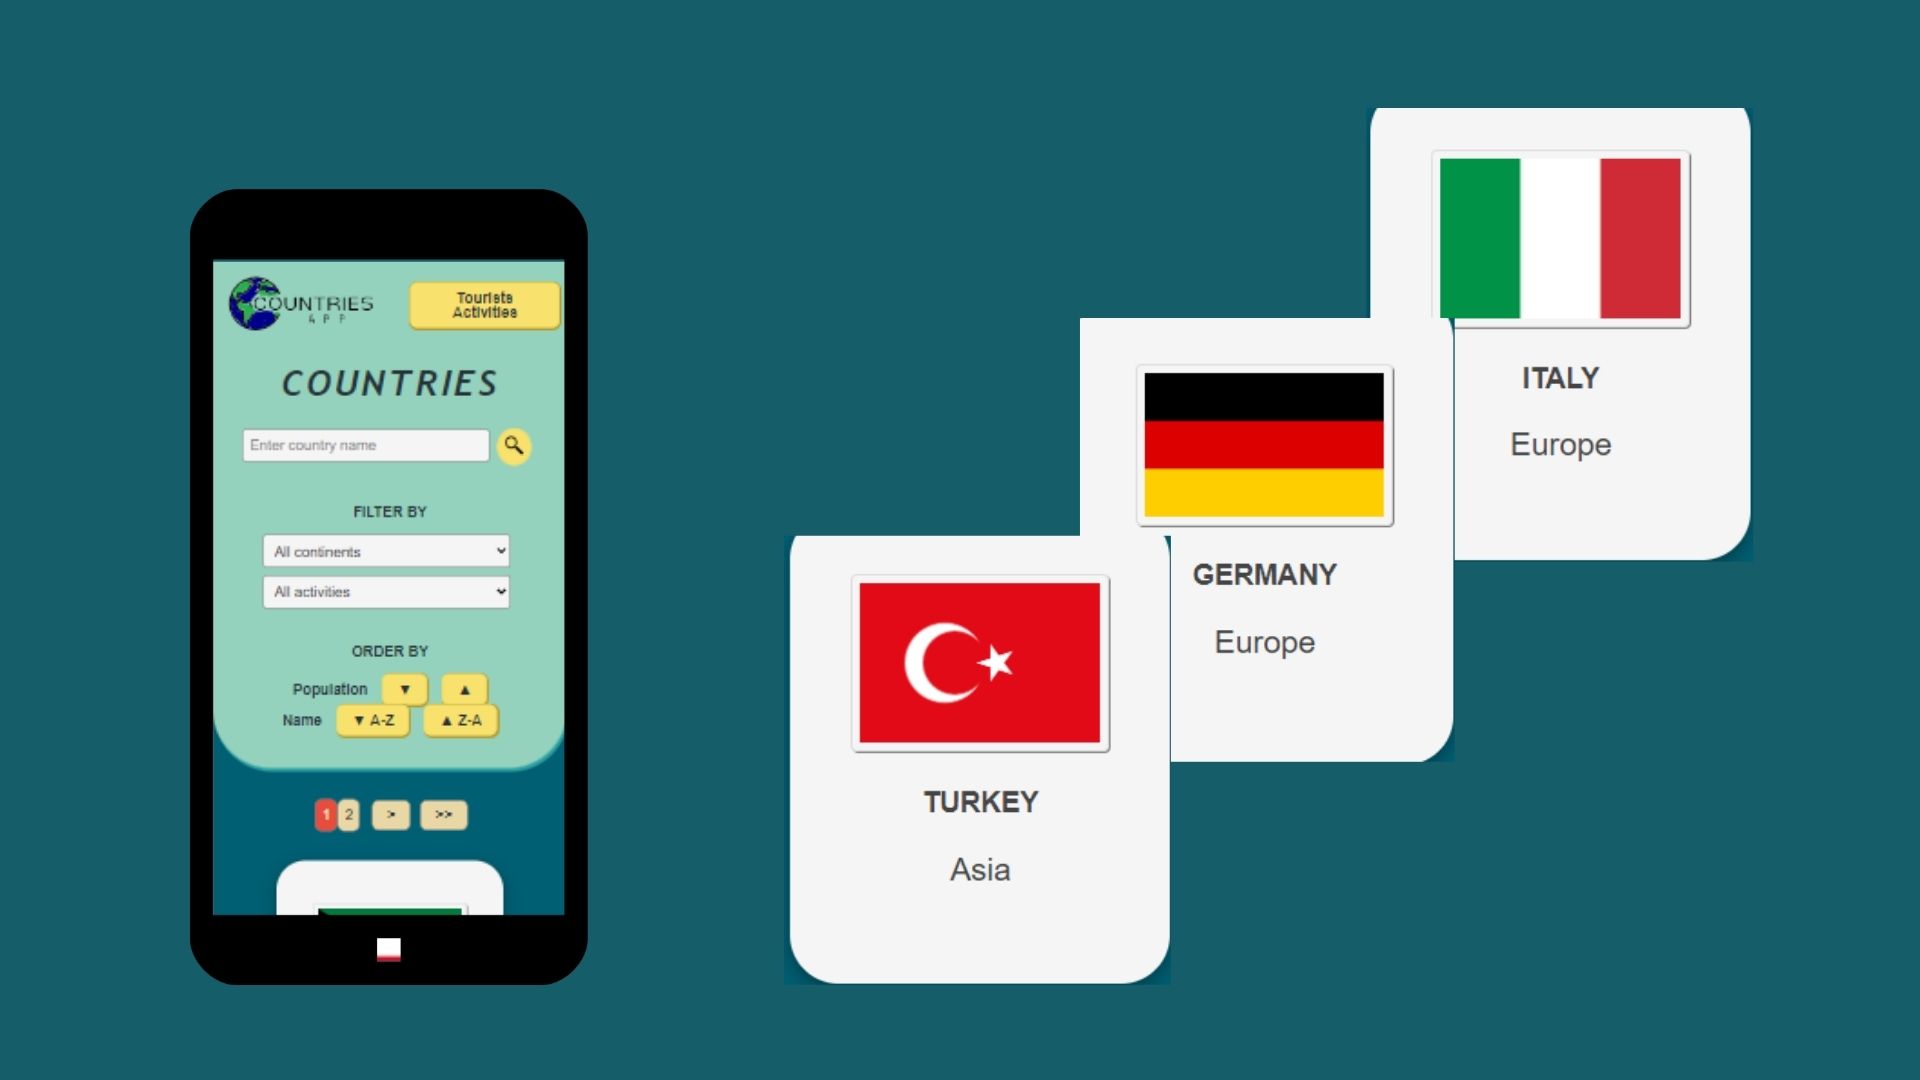 COUNTRIES
APP
Tourists
Activities
COUNTRIES
Enter country name
FILTER BY
All continents
All activities
ORDER BY
Population ▼ ▲
Name ▼ A-Z ▲ Z-A
1 2 > >>
ITALY
Europe
GERMANY
Europe
TURKEY
Asia